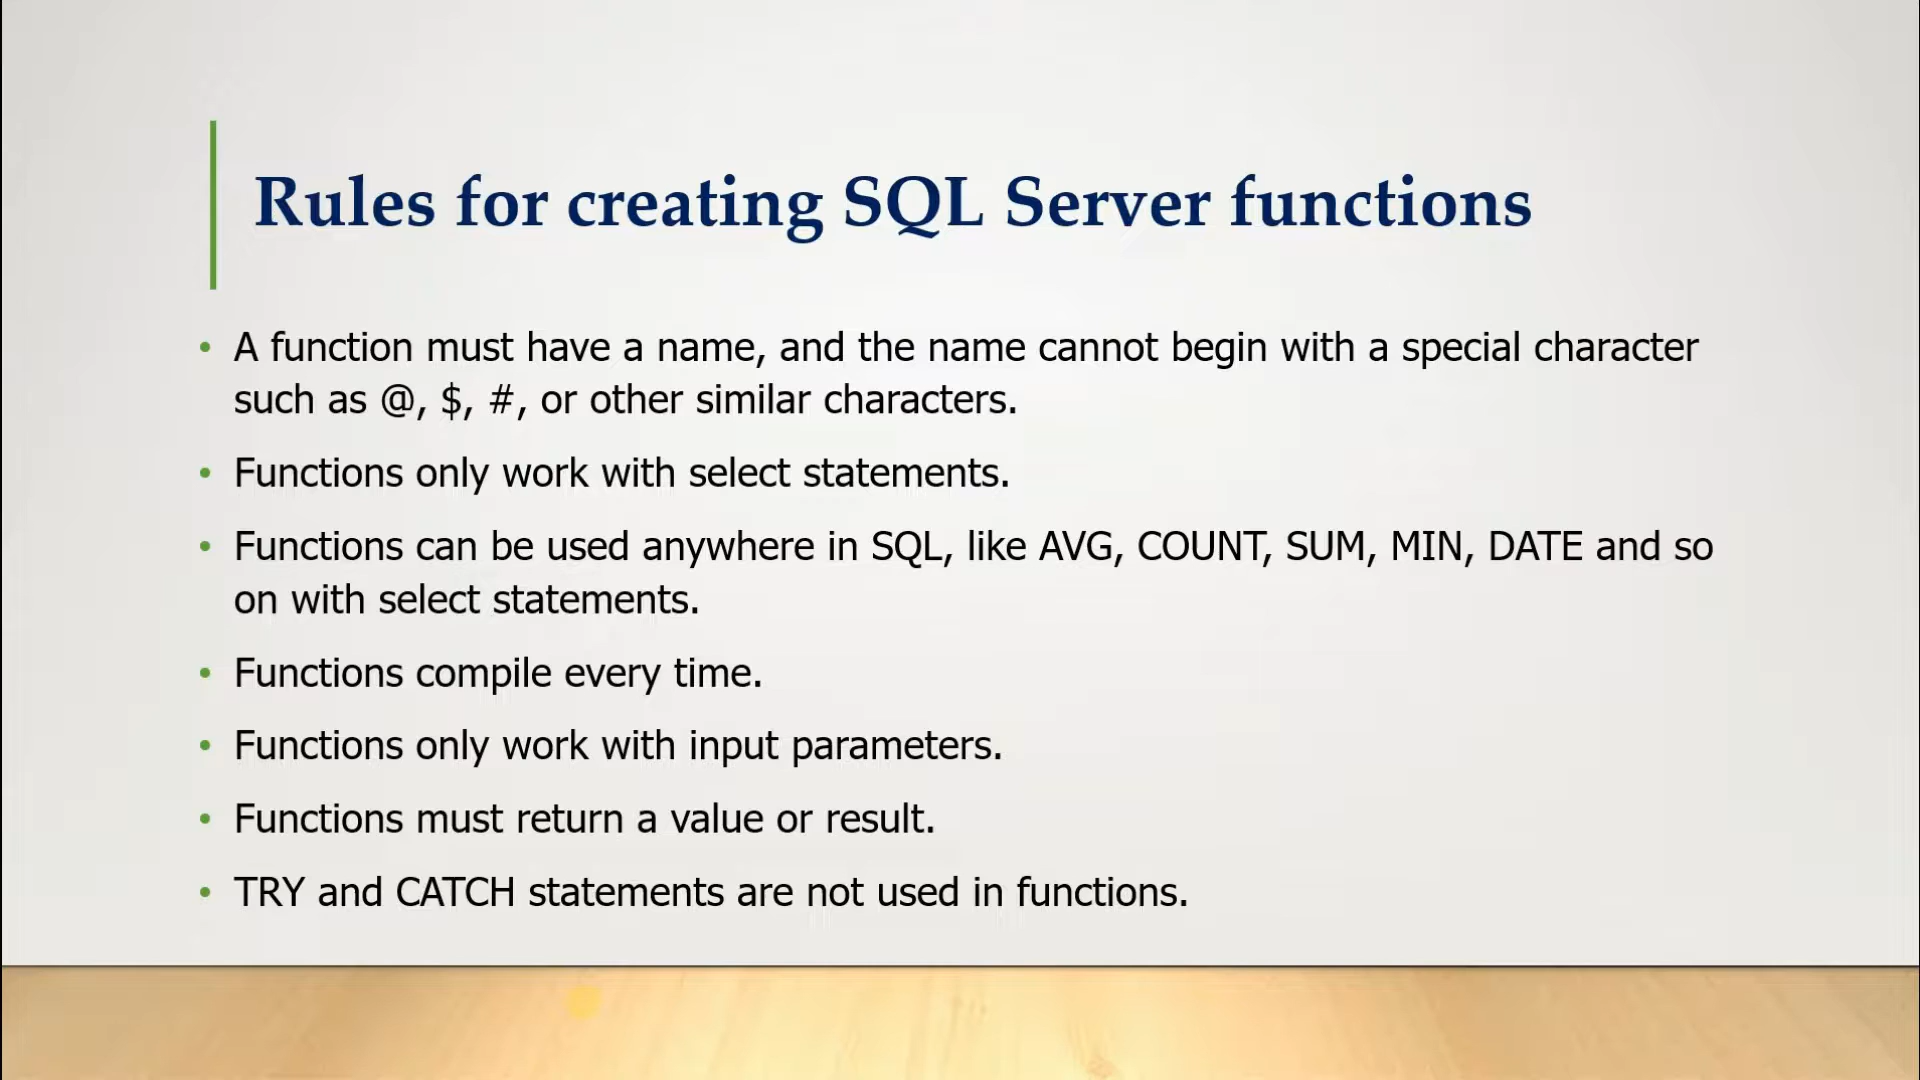 Rules for creating SQL Server functions
• A function must have a name, and the name cannot begin with a special character
such as @, $, #, or other similar characters.
• Functions only work with select statements.
• Functions can be used anywhere in SQL, like AVG, COUNT, SUM, MIN, DATE and so
on with select statements.
• Functions compile every time.
• Functions only work with input parameters.
• Functions must return a value or result.
• TRY and CATCH statements are not used in functions.